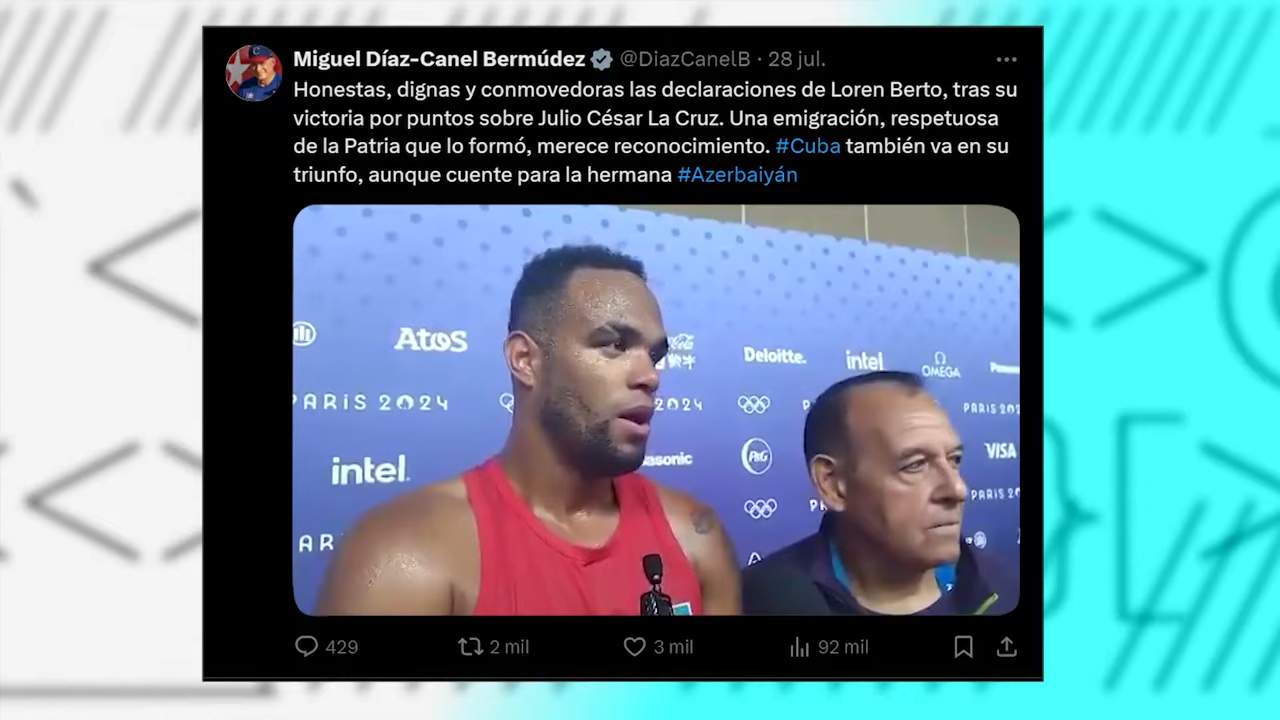 Miguel Díaz-Canel Bermúdez @DiazCanelB · 28 jul.
Honestas, dignas y conmovedoras las declaraciones de Loren Berto, tras su
victoria por puntos sobre Julio César La Cruz. Una emigración, respetuosa
de la Patria que lo formó, merece reconocimiento. #Cuba también va en su
triunfo, aunque cuente para la hermana #Azerbaiyán
Atos
Deloitte.
intel
OMEGA
PARIS 2024
2024
PARIS 202
intel.
asonic
P&G
VISA
PARIS 20
429
2 mil
3 mil
92 mil